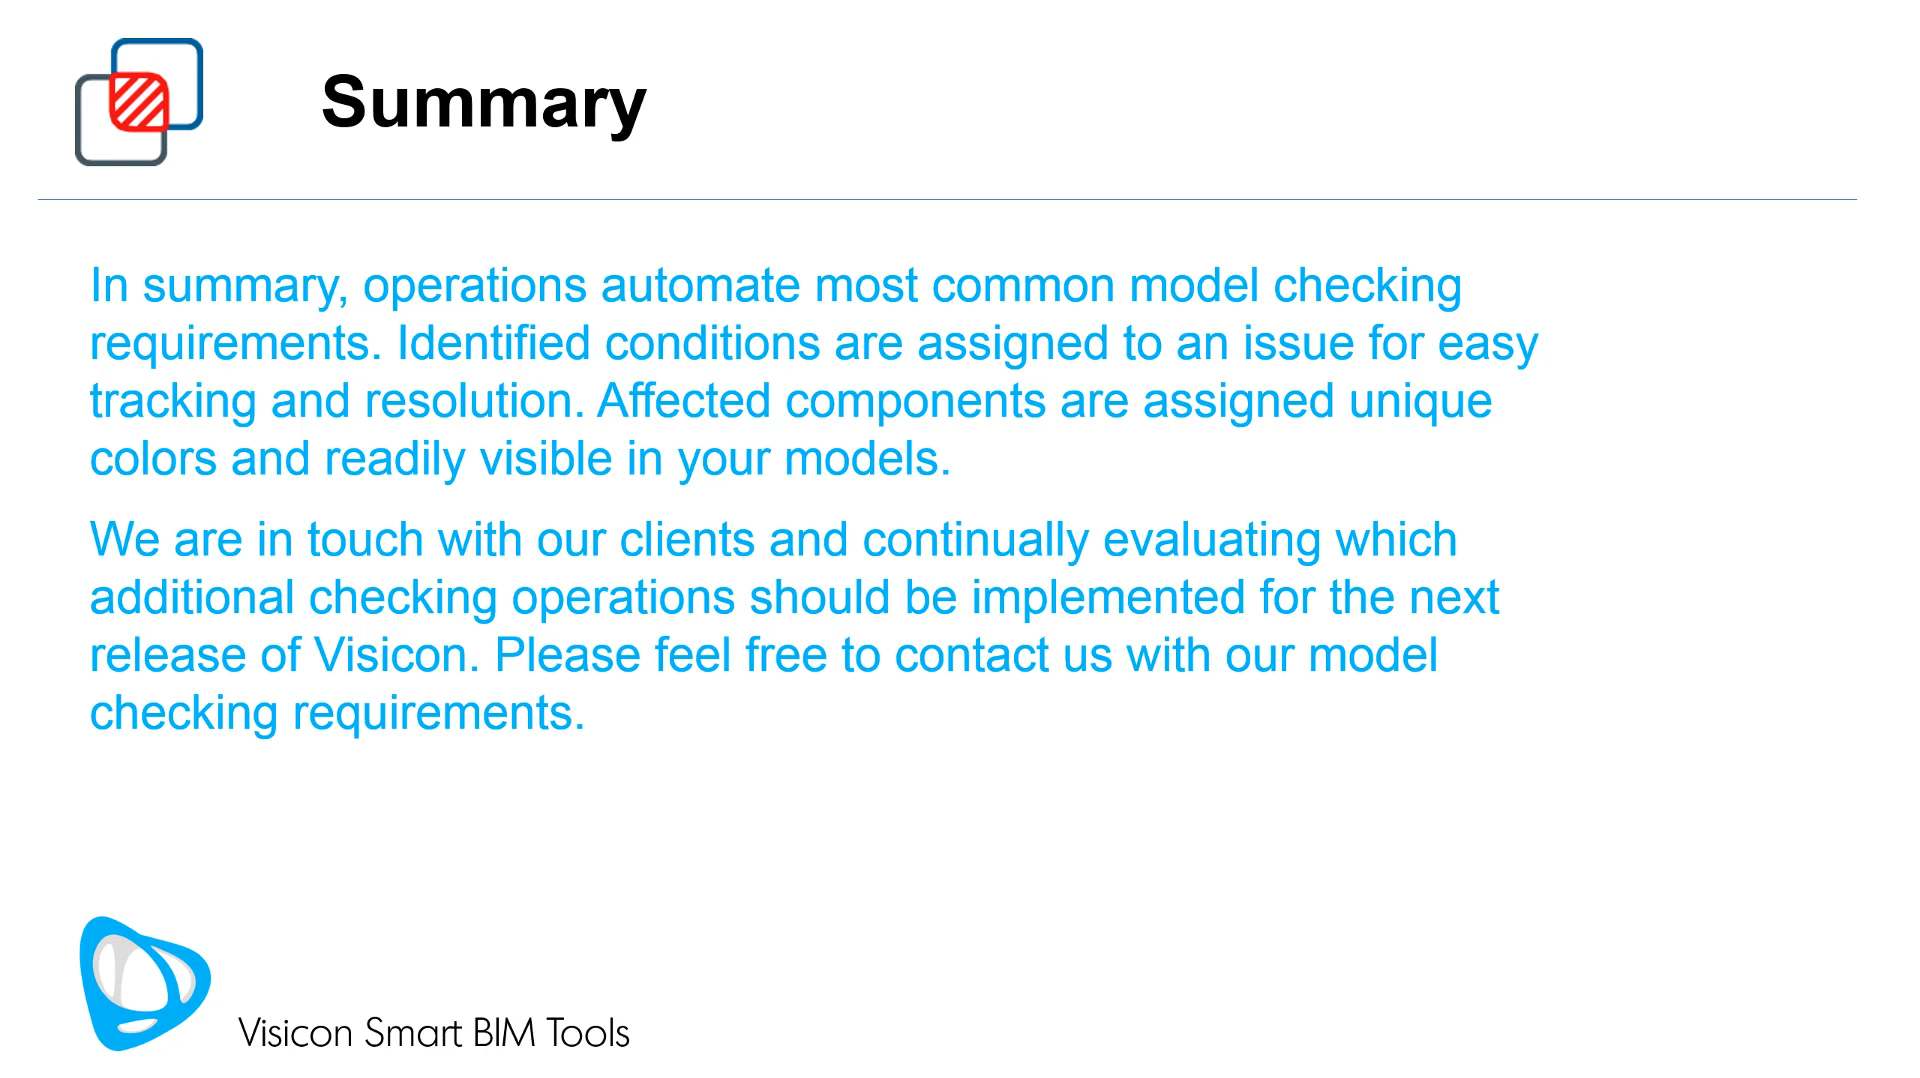 Summary
In summary, operations automate most common model checking
requirements. Identified conditions are assigned to an issue for easy
tracking and resolution. Affected components are assigned unique
colors and readily visible in your models.
We are in touch with our clients and continually evaluating which
additional checking operations should be implemented for the next
release of Visicon. Please feel free to contact us with our model
checking requirements.
Visicon Smart BIM Tools